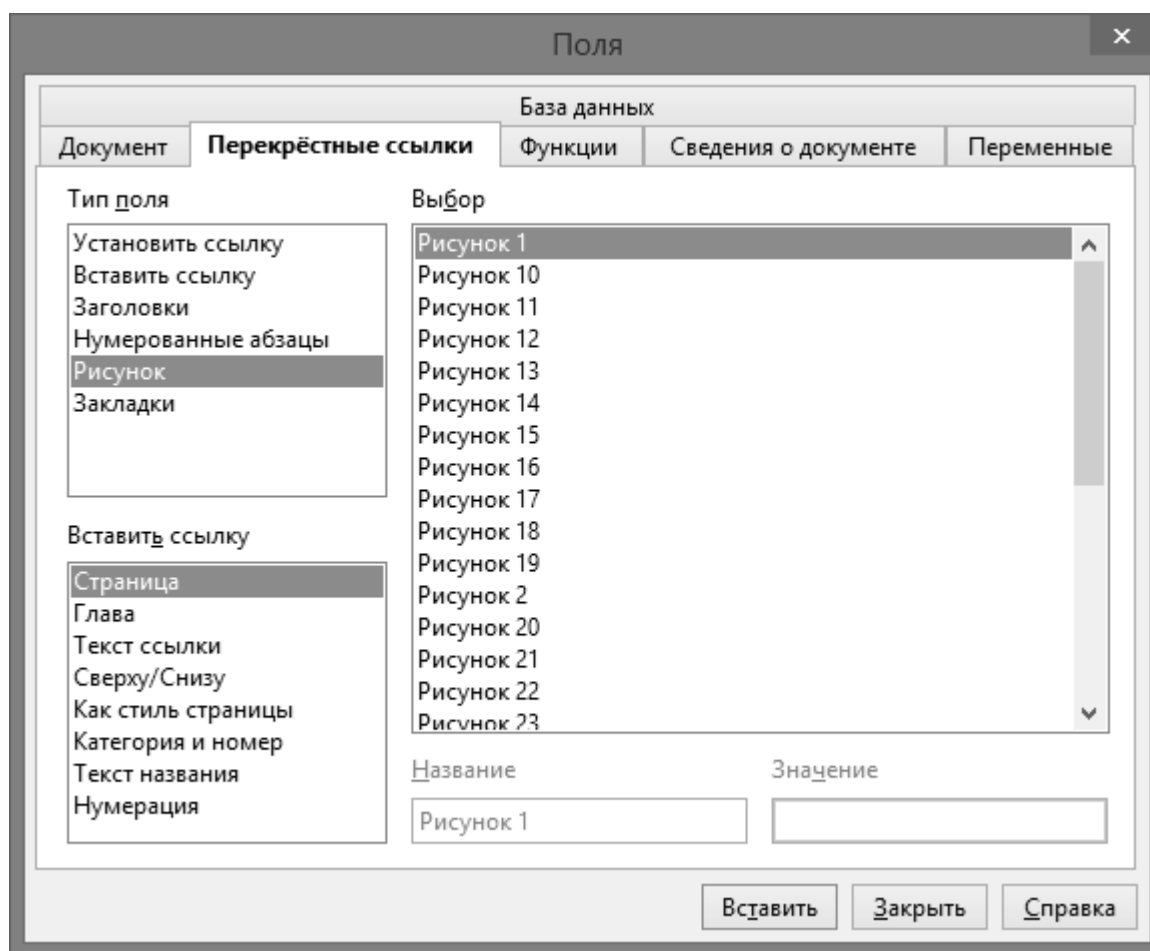 Поля
База данных
Документ Перекрёстные ссылки Функции Сведения о документе Переменные
Тип поля
Установить ссылку
Вставить ссылку
Заголовки
Нумерованные абзацы
Рисунок
Закладки
Вставить ссылку
Страница
Глава
Текст ссылки
Сверху/Снизу
Как стиль страницы
Категория и номер
Текст названия
Нумерация
Выбор
Рисунок 1
Рисунок 10
Рисунок 11
Рисунок 12
Рисунок 13
Рисунок 14
Рисунок 15
Рисунок 16
Рисунок 17
Рисунок 18
Рисунок 19
Рисунок 2
Рисунок 20
Рисунок 21
Рисунок 22
Рисунок 23
Название Значение
Рисунок 1
Вставить Закрыть Справка